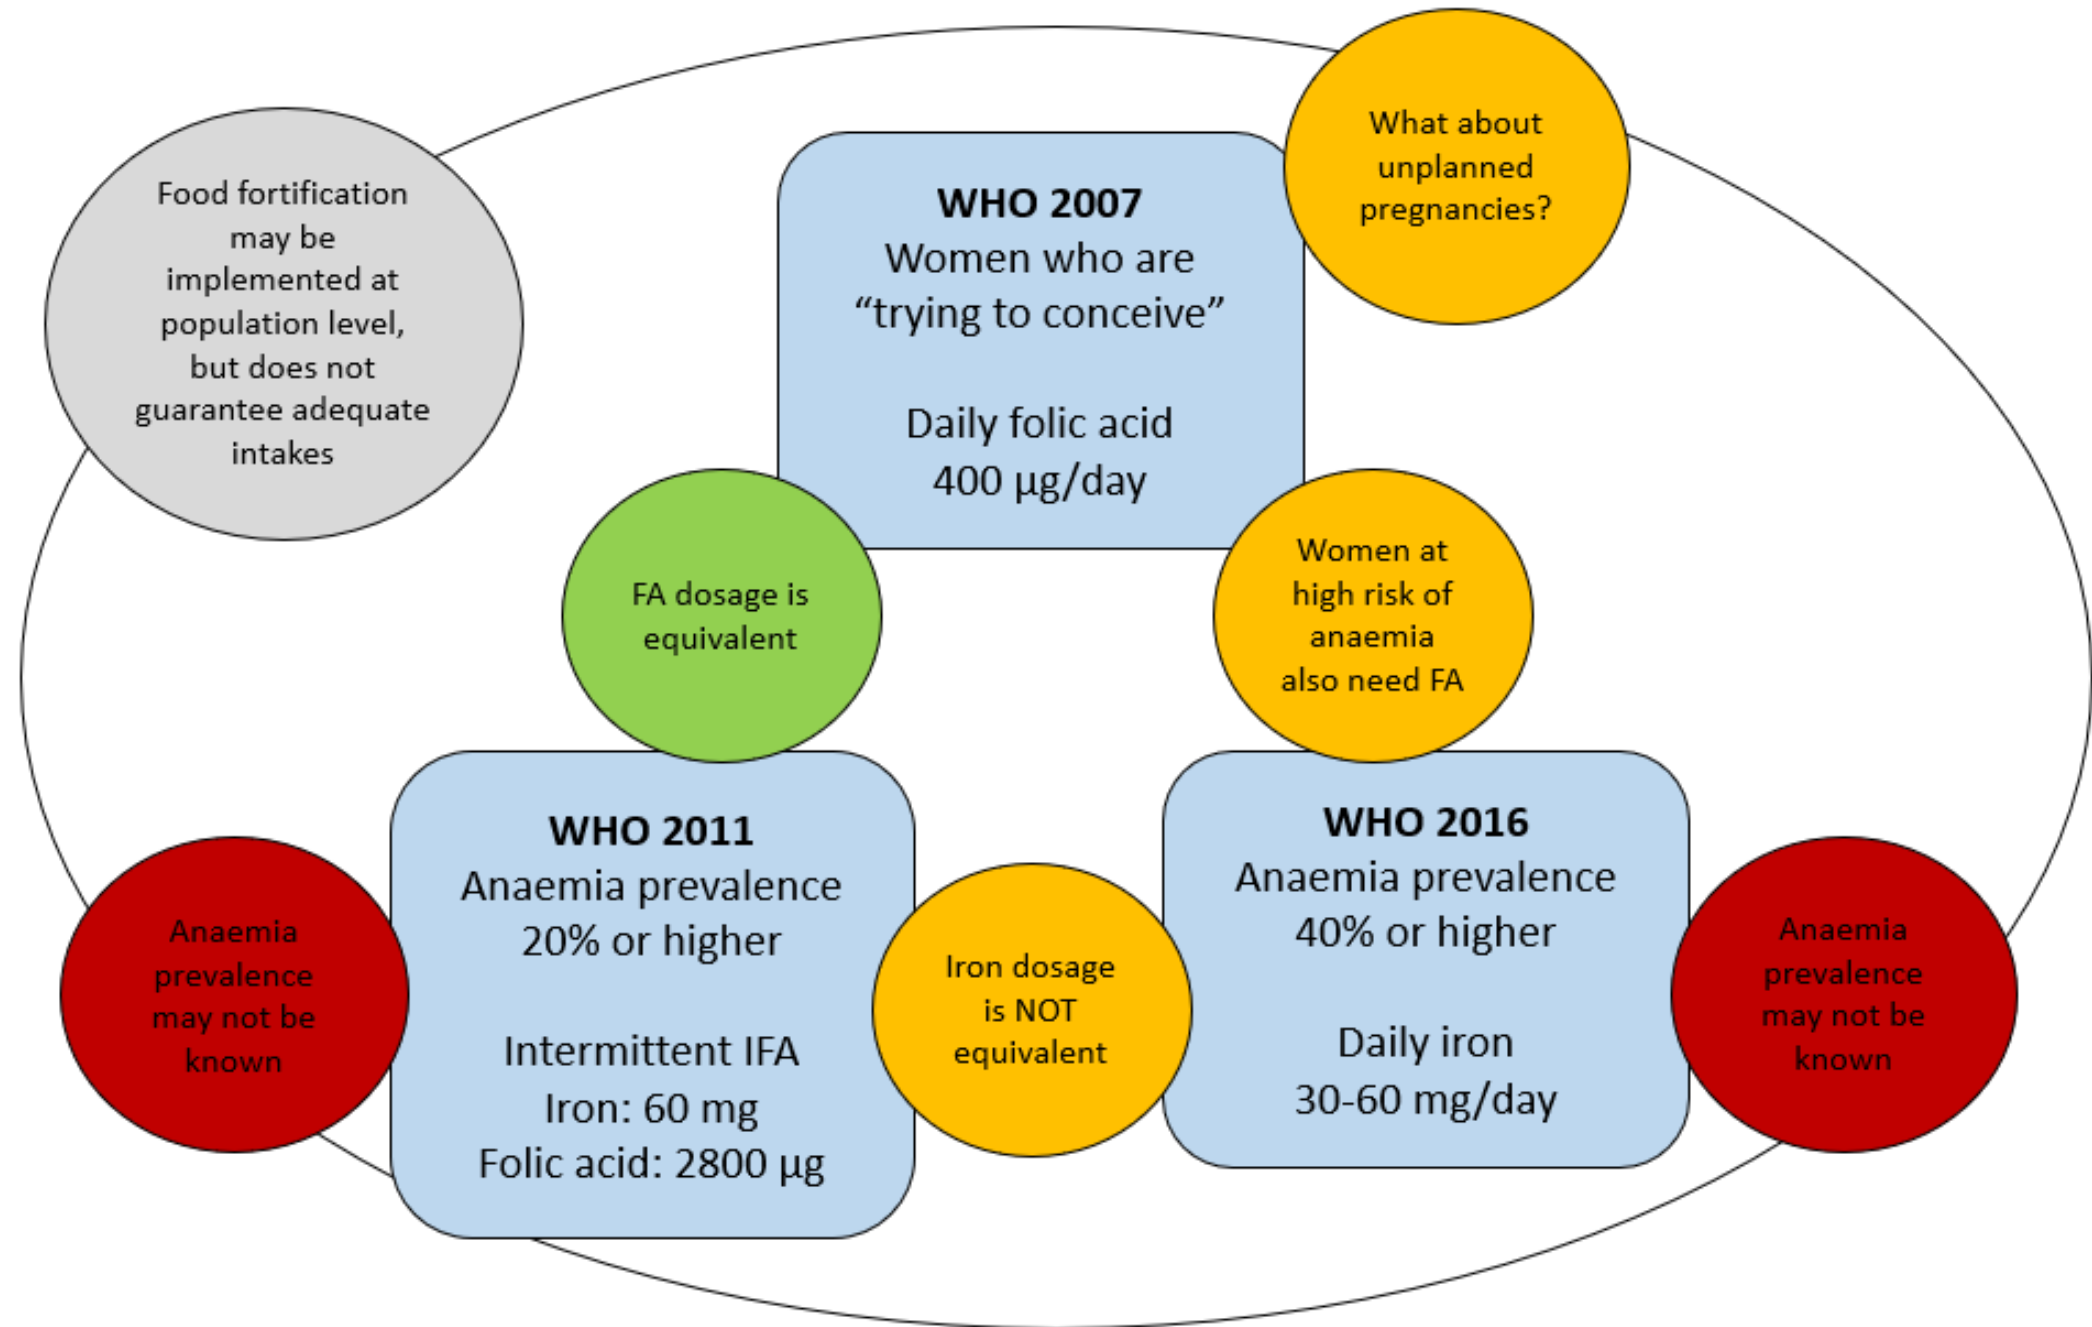 What about
unplanned
pregnancies?
Food fortification
may be
implemented at
population level,
but does not
guarantee adequate
intakes
WHO 2007
Women who are
“trying to conceive”
Daily folic acid
400 µg/day
FA dosage is
equivalent
Women at
high risk of
anaemia
also need FA
Anaemia
prevalence
may not be
known
WHO 2011
Anaemia prevalence
20% or higher
Intermittent IFA
Iron: 60 mg
Folic acid: 2800 µg
Iron dosage
is NOT
equivalent
WHO 2016
Anaemia prevalence
40% or higher
Daily iron
30-60 mg/day
Anaemia
prevalence
may not be
known